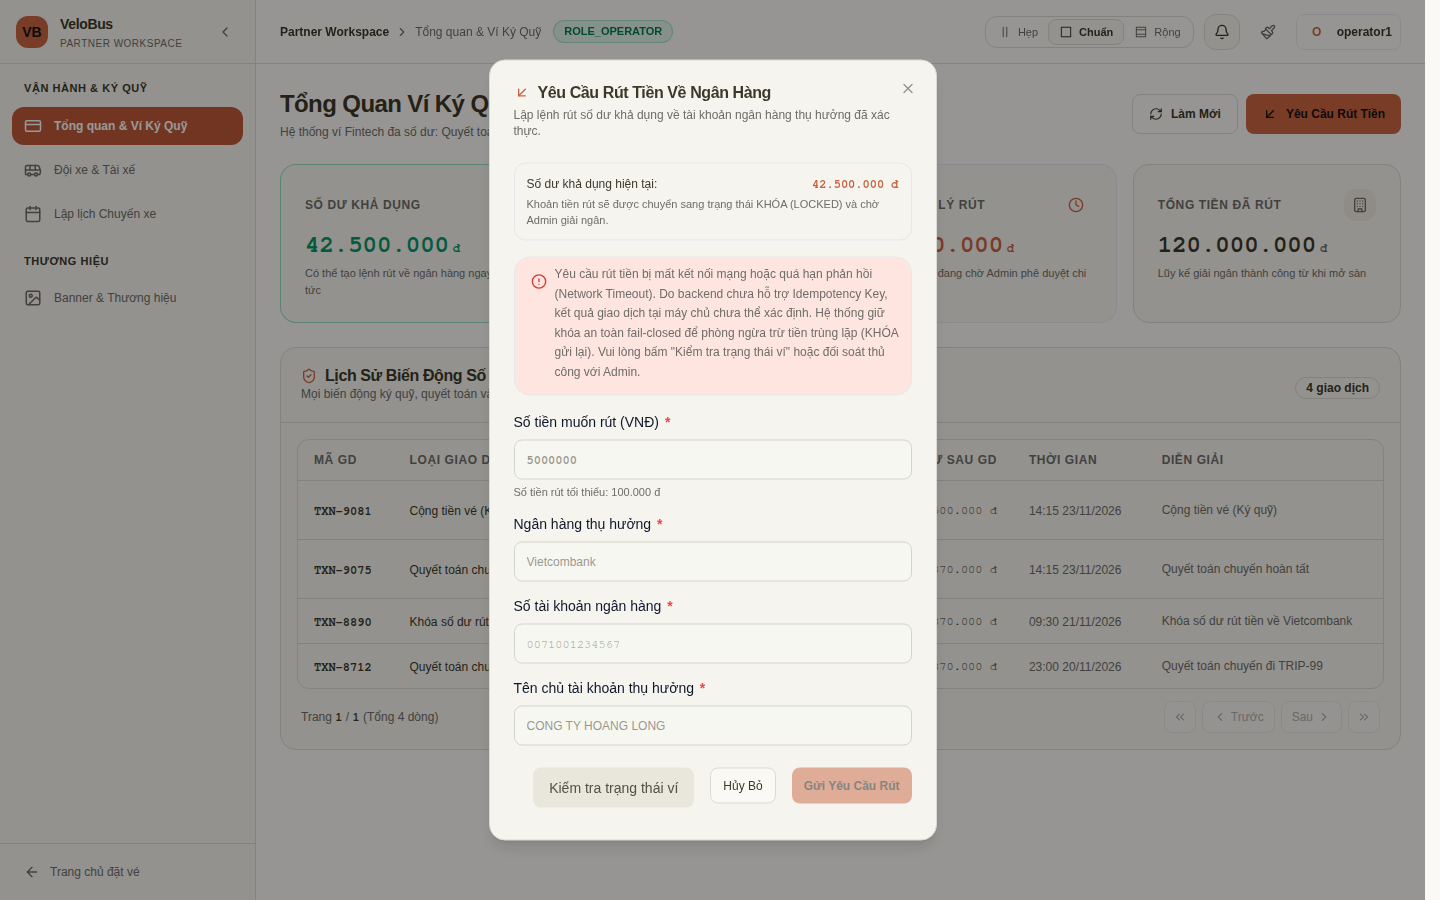 VB
VeloBus
PARTNER WORKSPACE
VẬN HÀNH & KÝ QUỸ
Tổng quan & Ví Ký Quỹ
Đội xe & Tài xế
Lập lịch Chuyến xe
THƯƠNG HIỆU
Banner & Thương hiệu
Trang chủ đặt vé
Partner Workspace
Tổng quan & Ví Ký Quỹ
ROLE_OPERATOR
Hẹp
Chuẩn
Rộng
O
operator1
Tổng Quan Ví Ký Q
Hệ thống ví Fintech đa số dư: Quyết toá
Làm Mới
Yêu Cầu Rút Tiền
SỐ DƯ KHẢ DỤNG
42.500.000 đ
Có thể tạo lệnh rút về ngân hàng ngay
tức
LÝ RÚT
0.000 đ
đang chờ Admin phê duyệt chi
TỔNG TIỀN ĐÃ RÚT
120.000.000 đ
Lũy kế giải ngân thành công từ khi mở sàn
Lịch Sử Biến Động Số
Mọi biến động ký quỹ, quyết toán và
4 giao dịch
MÃ GD
LOẠI GIAO D
SAU GD
THỜI GIAN
DIỄN GIẢI
TXN-9081
Cộng tiền vé (K
00.000 đ
14:15 23/11/2026
Cộng tiền vé (Ký quỹ)
TXN-9075
Quyết toán chu
70.000 đ
14:15 23/11/2026
Quyết toán chuyến hoàn tất
TXN-8890
Khóa số dư rút
70.000 đ
09:30 21/11/2026
Khóa số dư rút tiền về Vietcombank
TXN-8712
Quyết toán chu
70.000 đ
23:00 20/11/2026
Quyết toán chuyến đi TRIP-99
Trang 1 / 1 (Tổng 4 dòng)
Trước
Sau
Yêu Cầu Rút Tiền Về Ngân Hàng
Lập lệnh rút số dư khả dụng về tài khoản ngân hàng thụ hưởng đã xác
thực.
Số dư khả dụng hiện tại:
42.500.000 đ
Khoản tiền rút sẽ được chuyển sang trạng thái KHÓA (LOCKED) và chờ
Admin giải ngân.
Yêu cầu rút tiền bị mất kết nối mạng hoặc quá hạn phản hồi
(Network Timeout). Do backend chưa hỗ trợ Idempotency Key,
kết quả giao dịch tại máy chủ chưa thể xác định. Hệ thống giữ
khóa an toàn fail-closed để phòng ngừa trừ tiền trùng lặp (KHÓA
gửi lại). Vui lòng bấm "Kiểm tra trạng thái ví" hoặc đối soát thủ
công với Admin.
Số tiền muốn rút (VNĐ) *
5000000
Số tiền rút tối thiểu: 100.000 đ
Ngân hàng thụ hưởng *
Vietcombank
Số tài khoản ngân hàng *
0071001234567
Tên chủ tài khoản thụ hưởng *
CONG TY HOANG LONG
Kiểm tra trạng thái ví
Hủy Bỏ
Gửi Yêu Cầu Rút